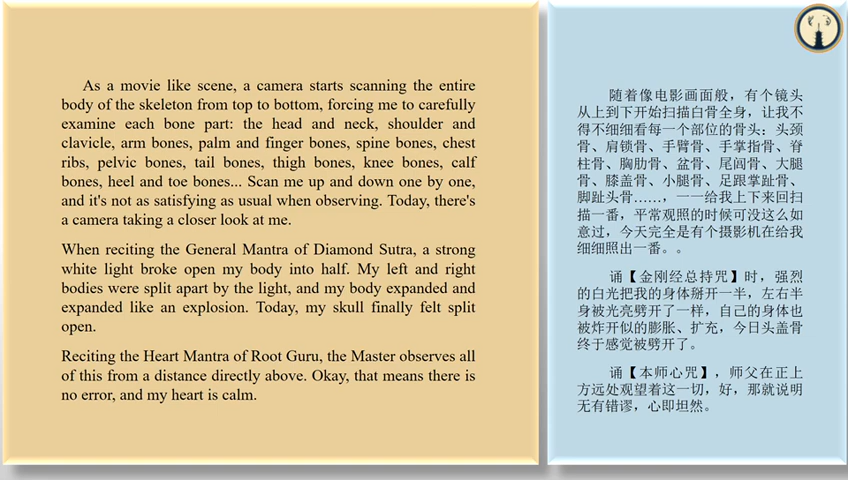 As a movie like scene, a camera starts scanning the entire
body of the skeleton from top to bottom, forcing me to carefully
examine each bone part: the head and neck, shoulder and
clavicle, arm bones, palm and finger bones, spine bones, chest
ribs, pelvic bones, tail bones, thigh bones, knee bones, calf
bones, heel and toe bones... Scan me up and down one by one,
and it's not as satisfying as usual when observing. Today, there's
a camera taking a closer look at me.
When reciting the General Mantra of Diamond Sutra, a strong
white light broke open my body into half. My left and right
bodies were split apart by the light, and my body expanded and
expanded like an explosion. Today, my skull finally felt split
open.
Reciting the Heart Mantra of Root Guru, the Master observes all
of this from a distance directly above. Okay, that means there is
no error, and my heart is calm.
随着像电影画面般，有个镜头
从上到下开始扫描白骨全身，让我不
得不细细看每一个部位的骨头：头颈
骨、肩锁骨、手臂骨、手掌指骨、脊
柱骨、胸肋骨、盆骨、尾闾骨、大腿
骨、膝盖骨、小腿骨、足跟掌趾骨、
脚趾头骨……，一一给我上下来回扫
描一番，平常观照的时候可没这么如
意过，今天完全是有个摄影机在给我
细细照出一番。。
诵【金刚经总持咒】时，强烈
的白光把我的身体掰开一半，左右半
身被光亮劈开了一样，自己的身体也
被炸开似的膨胀、扩充，今日头盖骨
终于感觉被劈开了。
诵【本师心咒】，师父在正上
方远处观望着这一切，好，那就说明
无有错谬，心即坦然。